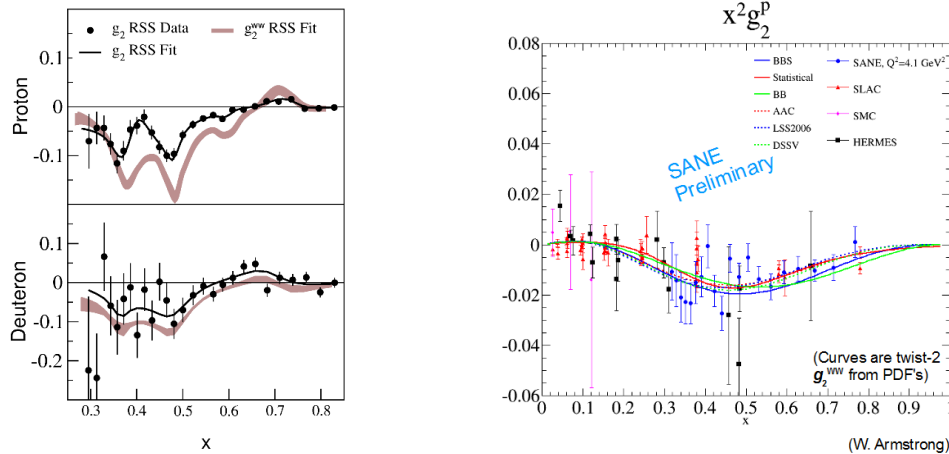 g₂ RSS Data
g₂ʷʷ RSS Fit
g₂ RSS Fit
Proton
0.1
0
-0.1
Deuteron
0.1
0
-0.1
-0.2
0.3 0.4 0.5 0.6 0.7 0.8
x
x²g₂ᵖ
0.08
0.06
0.04
0.02
0
-0.02
-0.04
-0.06
BBS
Statistical
BB
AAC
LSS2006
DSSV
SANE, Q²=4.1 GeV²
SLAC
SMC
HERMES
SANE
Preliminary
(Curves are twist-2
g₂ᵂᵂ from PDF's)
0 0.1 0.2 0.3 0.4 0.5 0.6 0.7 0.8 0.9 1
x
(W. Armstrong)